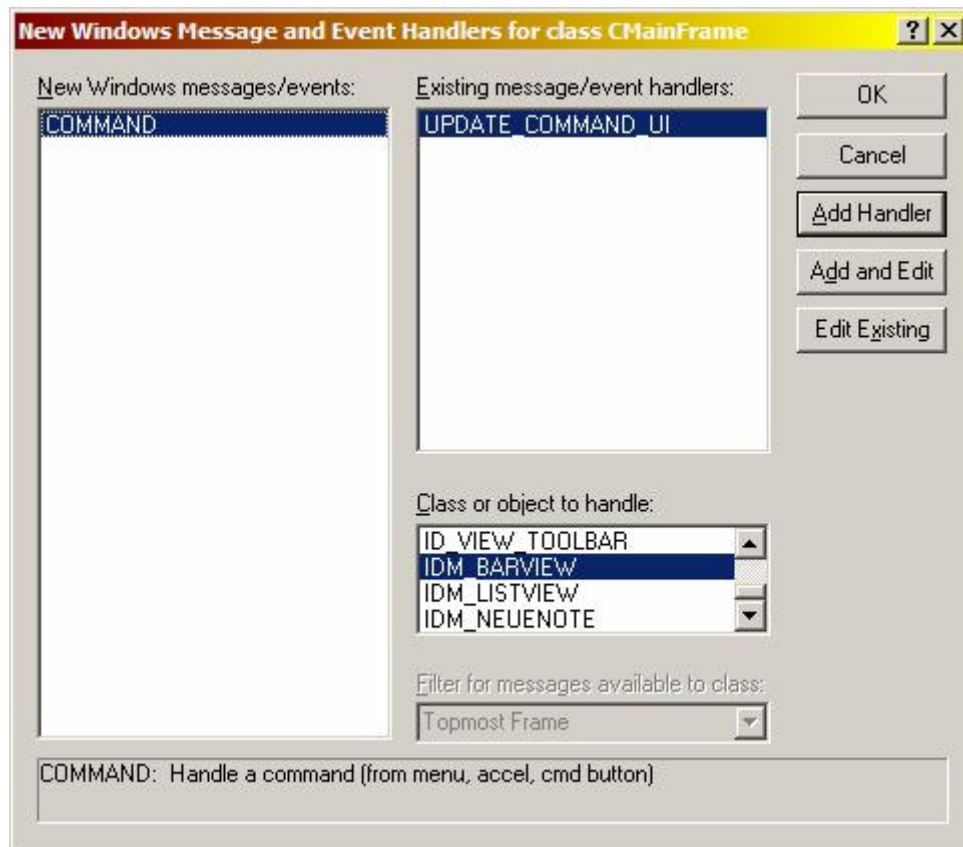 New Windows Message and Event Handlers for class CMainFrame
New Windows messages/events:
COMMAND
Existing message/event handlers:
UPDATE_COMMAND_UI
OK
Cancel
Add Handler
Add and Edit
Edit Existing
Class or object to handle:
ID_VIEW_TOOLBAR
IDM_BARVIEW
IDM_LISTVIEW
IDM_NEUENOTE
Filter for messages available to class:
Topmost Frame
COMMAND:  Handle a command (from menu, accel, cmd button)